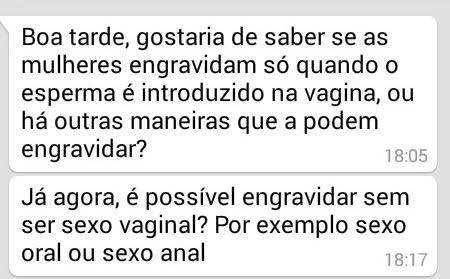 Boa tarde, gostaria de saber se as
mulheres engravidam só quando o
esperma é introduzido na vagina, ou
há outras maneiras que a podem
engravidar?
18:05
Já agora, é possível engravidar sem
ser sexo vaginal? Por exemplo sexo
oral ou sexo anal
18:17